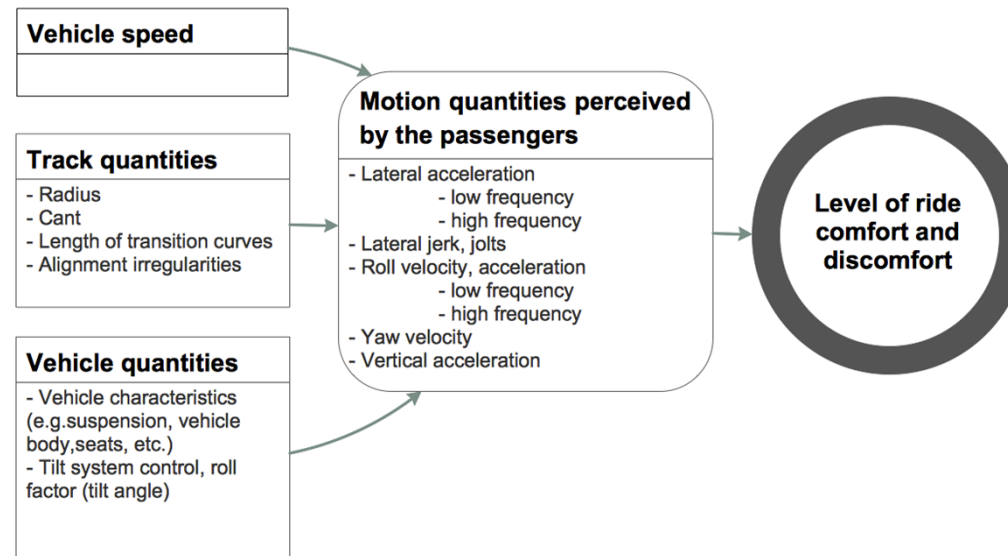 Vehicle speed
Track quantities
- Radius
- Cant
- Length of transition curves
- Alignment irregularities
Vehicle quantities
- Vehicle characteristics
(e.g.suspension, vehicle
body,seats, etc.)
- Tilt system control, roll
factor (tilt angle)
Motion quantities perceived
by the passengers
- Lateral acceleration
- low frequency
- high frequency
- Lateral jerk, jolts
- Roll velocity, acceleration
- low frequency
- high frequency
- Yaw velocity
- Vertical acceleration
Level of ride
comfort and
discomfort